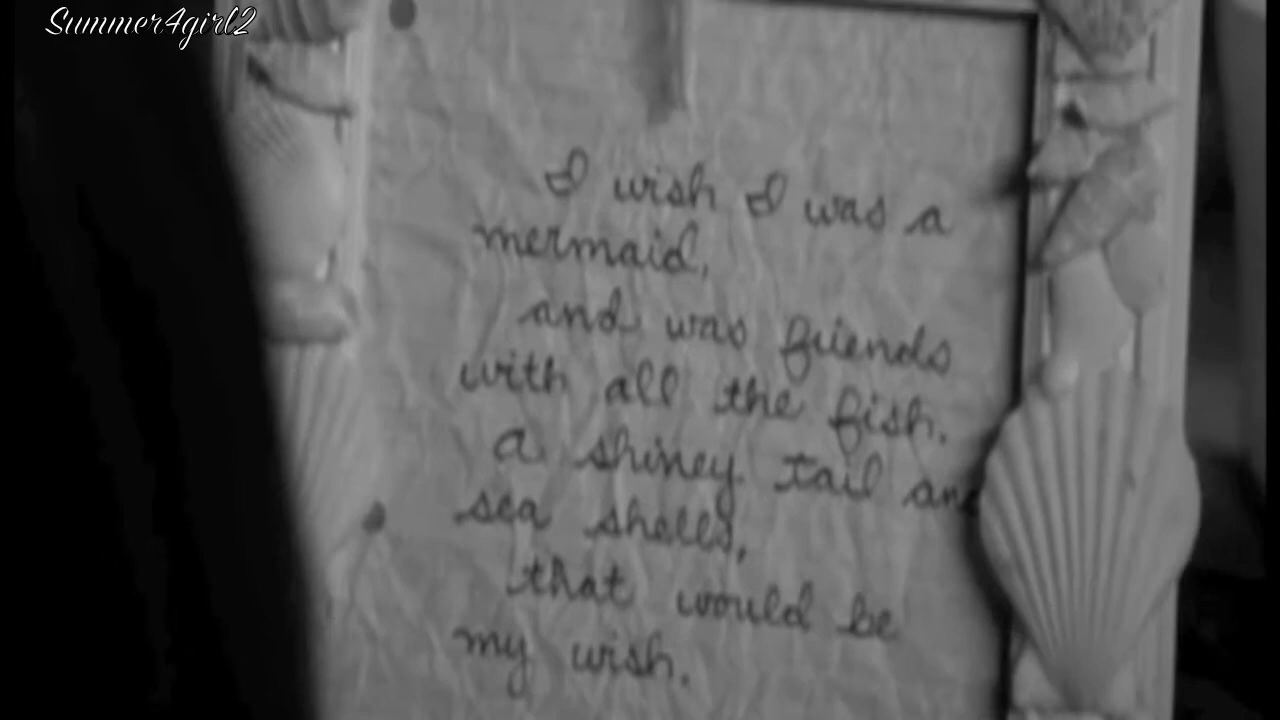 Summer4girl2
I wish I was a
mermaid,
and was friends
with all the fish.
a shiney tail and
sea shells,
that would be
my wish.